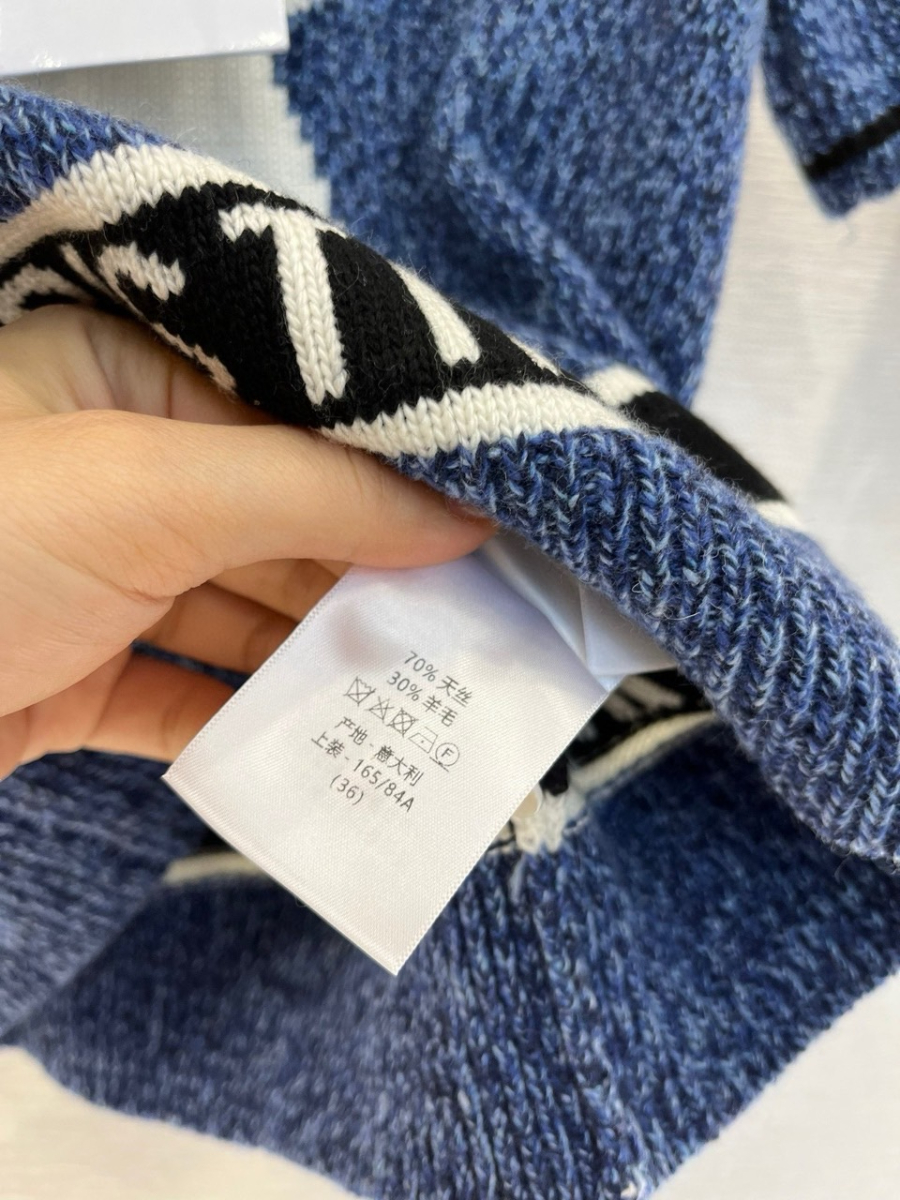 70% 天丝
30% 羊毛
F
产地 - 意大利
上装 - 165/84A
(36)